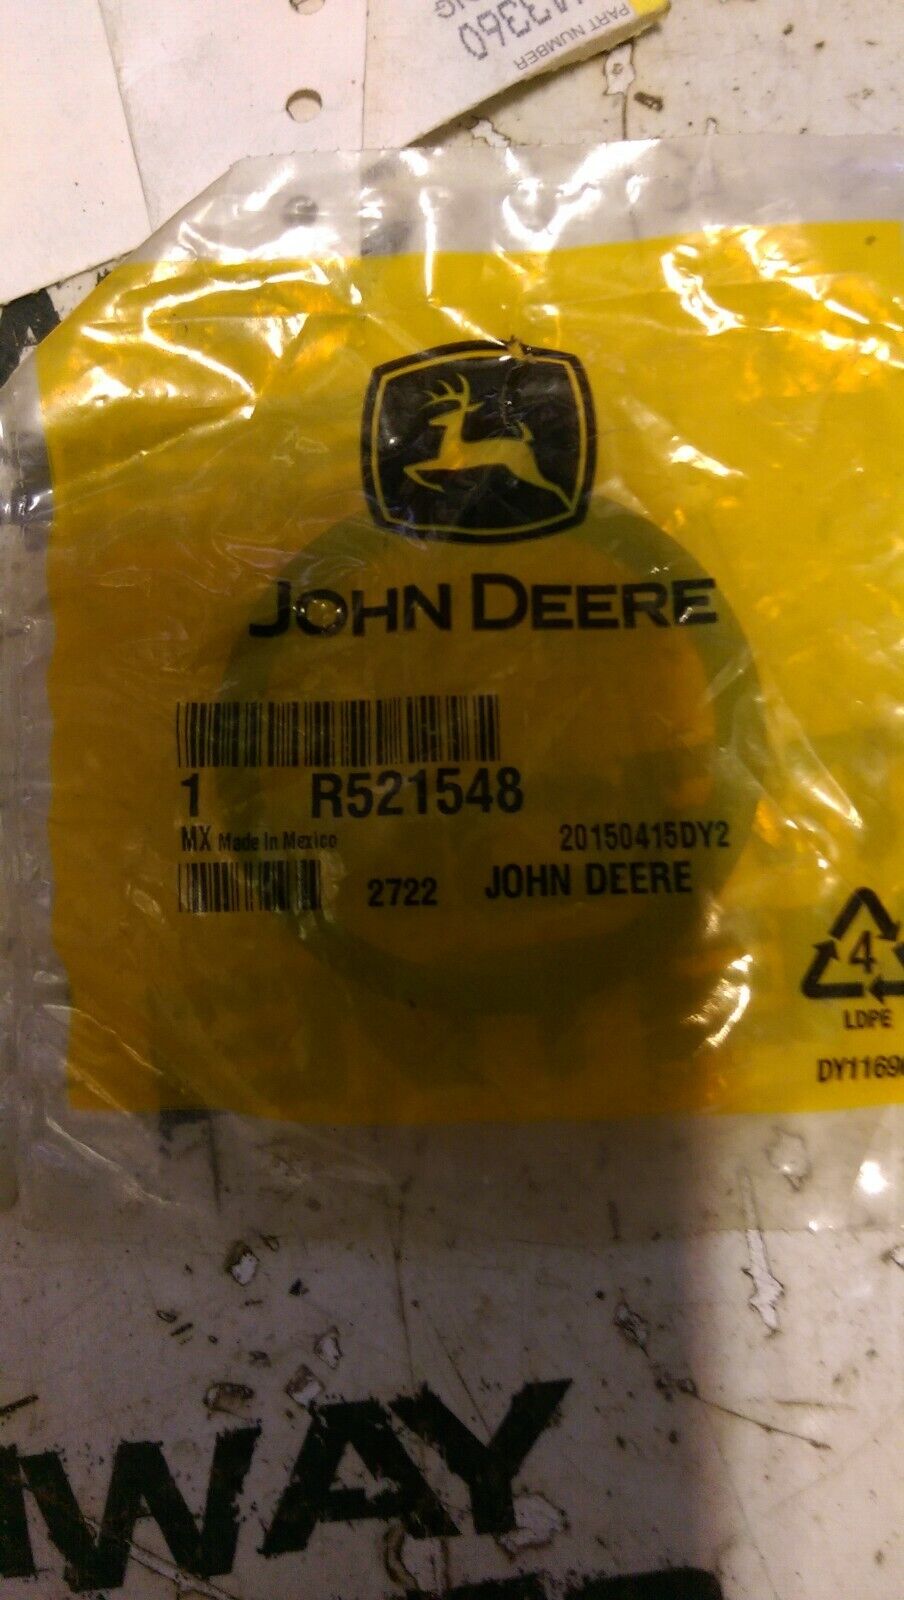 PART NUMBER
JOHN DEERE
1 R521548
MX Made In Mexico 20150415DY2
2722 JOHN DEERE
4
LDPE
WAY